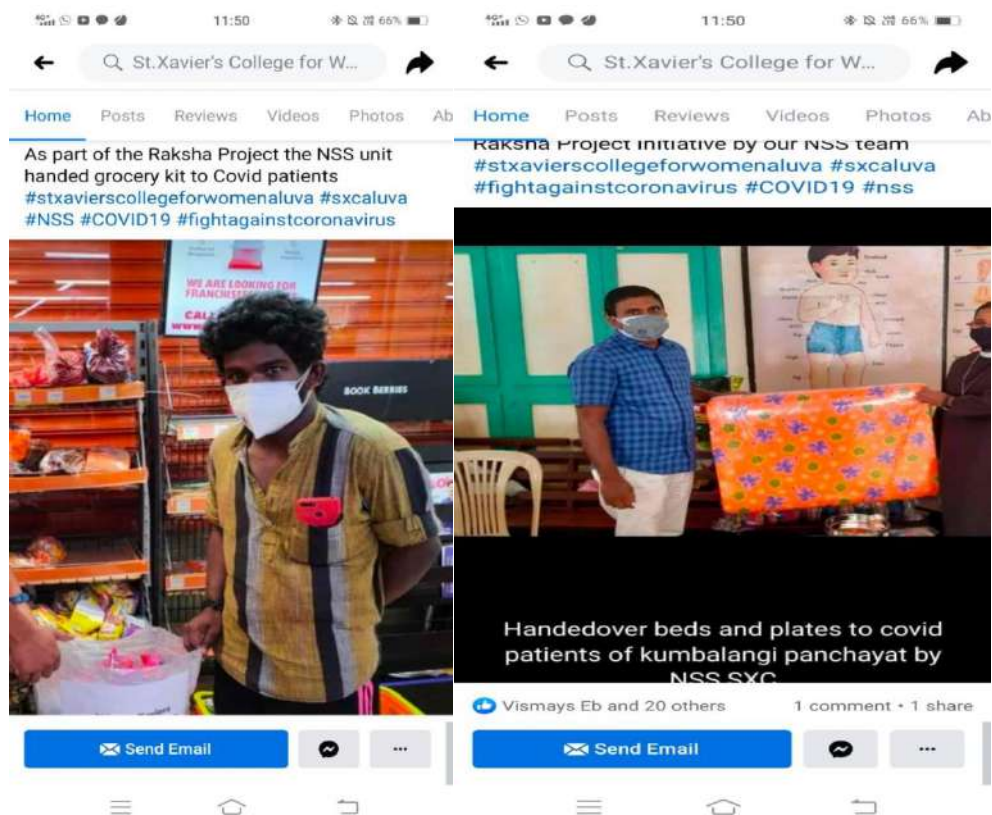 11:50
66%
St.Xavier's College for W...
Home Posts Reviews Videos Photos Ab
As part of the Raksha Project the NSS unit
handed grocery kit to Covid patients
#stxavierscollegeforwomenaluva #sxcaluva
#NSS #COVID19 #fightagainstcoronavirus
WE ARE LOOKING FOR
BOOK BERRIES
Send Email
11:50
66%
St.Xavier's College for W...
Home Posts Reviews Videos Photos Ab
Raksha Project Initiative by our NSS team
#stxavierscollegeforwomenaluva #sxcaluva
#fightagainstcoronavirus #COVID19 #nss
Handedover beds and plates to covid
patients of kumbalangi panchayat by
NSS SXC
Vismays Eb and 20 others 1 comment • 1 share
Send Email